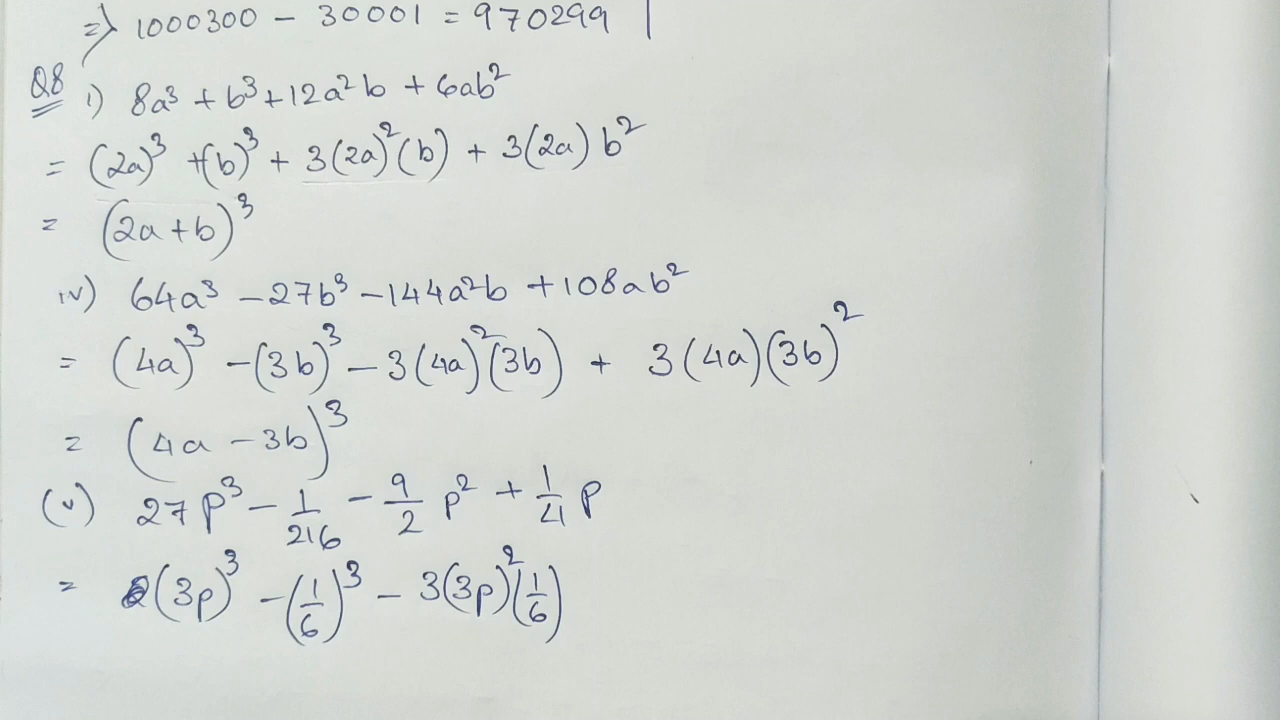 ⇒ 1000300 - 30001 = 970299
Q8 i) 8a³ + b³ + 12a²b + 6ab²
= (2a)³ + (b)³ + 3(2a)²(b) + 3(2a) b²
= (2a + b)³
iv) 64a³ - 27b³ - 144a²b + 108ab²
= (4a)³ - (3b)³ - 3(4a)²(3b) + 3(4a)(3b)²
= (4a - 3b)³
(v) 27p³ - 1/216 - 9/2 p² + 1/4 p
= (3p)³ - (1/6)³ - 3(3p)²(1/6)